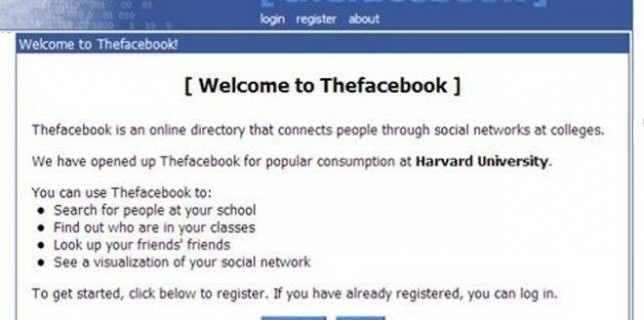 login register about
Welcome to Thefacebook!
[ Welcome to Thefacebook ]
Thefacebook is an online directory that connects people through social networks at colleges.
We have opened up Thefacebook for popular consumption at Harvard University.
You can use Thefacebook to:
• Search for people at your school
• Find out who are in your classes
• Look up your friends' friends
• See a visualization of your social network
To get started, click below to register. If you have already registered, you can log in.